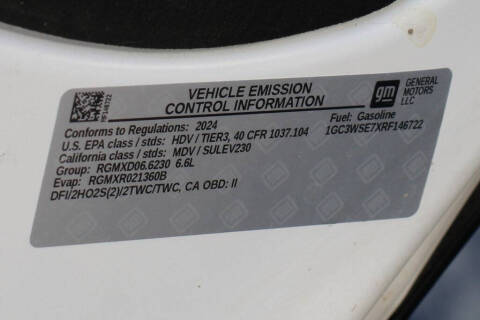 RF146722
VEHICLE EMISSION
CONTROL INFORMATION
gm GENERAL
MOTORS
LLC
Conforms to Regulations: 2024
Fuel: Gasoline
U.S. EPA class / stds: HDV / TIER3, 40 CFR 1037.104
1GC3WSE7XRF146722
California class / stds: MDV / SULEV230
Group: RGMXD06.6230 6.6L
Evap: RGMXR021360B
DFI/2HO2S(2)/2TWC/TWC, CA OBD: II